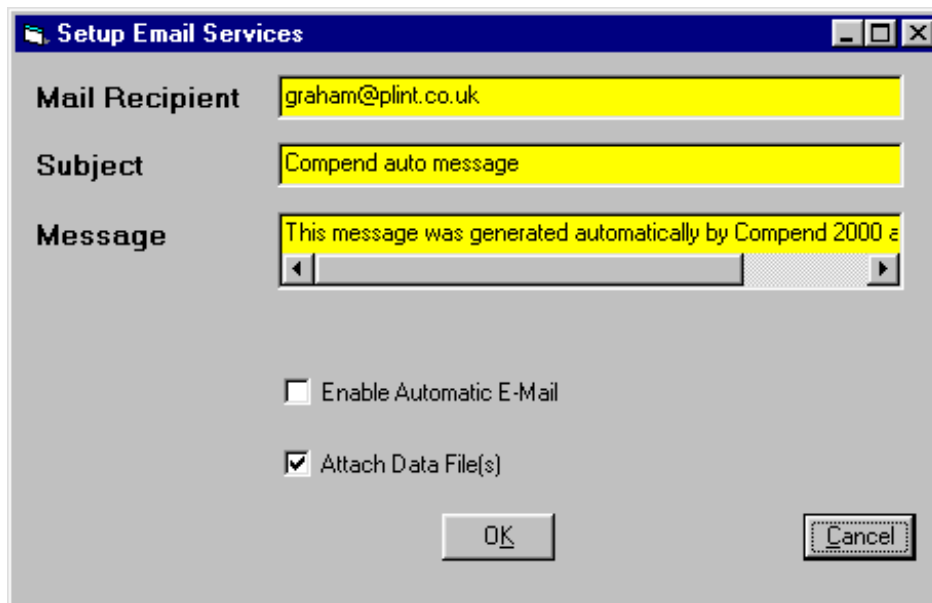 Setup Email Services
Mail Recipient graham@plint.co.uk
Subject Compend auto message
Message This message was generated automatically by Compend 2000 a
Enable Automatic E-Mail
Attach Data File(s)
OK Cancel